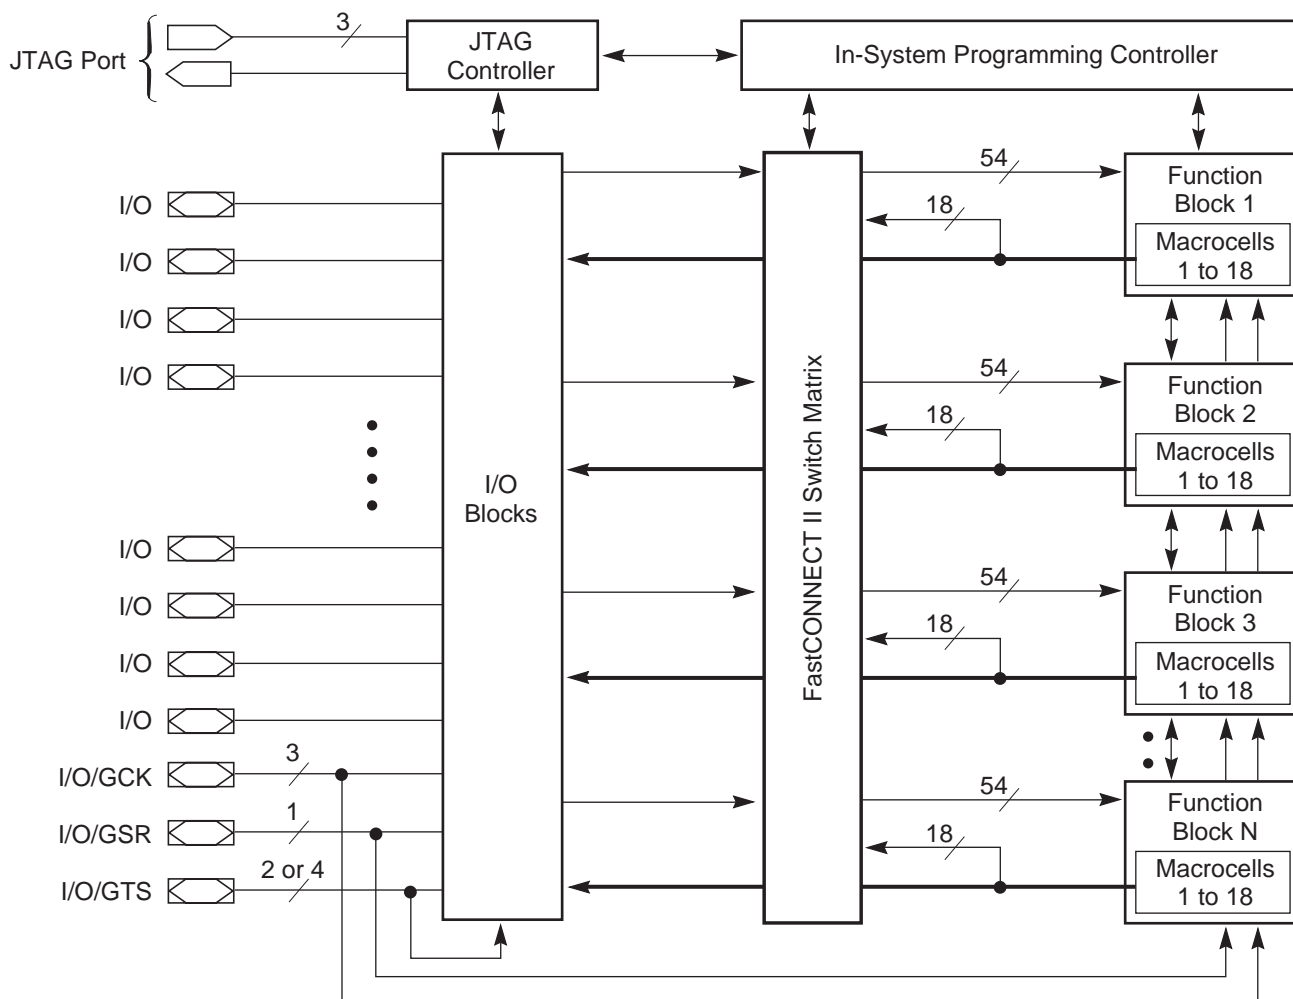 JTAG Port
3
JTAG
Controller
In-System Programming Controller
I/O
I/O
I/O
I/O
I/O
I/O
I/O
I/O
I/O/GCK
3
I/O/GSR
1
I/O/GTS
2 or 4
I/O
Blocks
FastCONNECT II Switch Matrix
54
18
Function
Block 1
Macrocells
1 to 18
54
18
Function
Block 2
Macrocells
1 to 18
54
18
Function
Block 3
Macrocells
1 to 18
54
18
Function
Block N
Macrocells
1 to 18